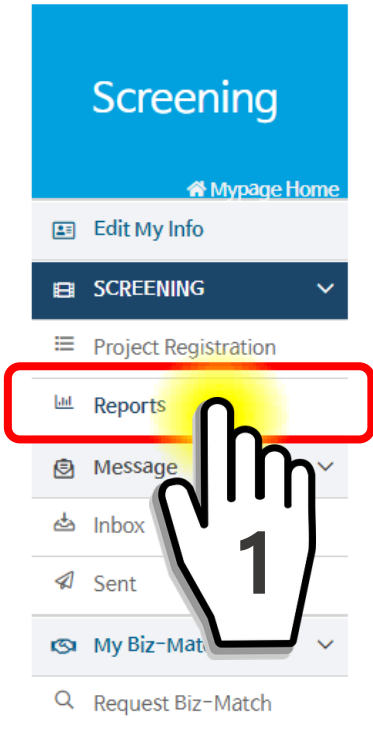 Screening
Mypage Home
Edit My Info
SCREENING
Project Registration
Reports
Message
Inbox
1
Sent
My Biz-Mat
Request Biz-Match